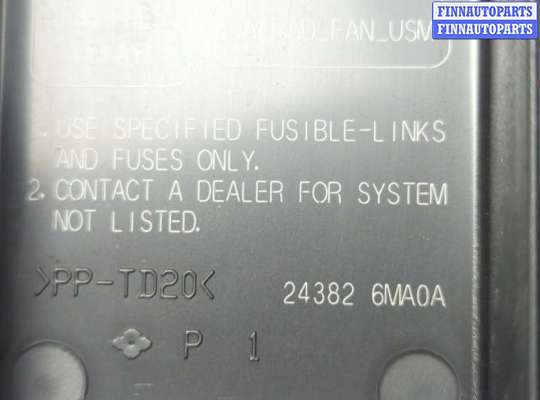 FINNAUTOPARTS
FINNAUTOPARTS
FAN_USM
1. USE SPECIFIED FUSIBLE-LINKS
AND FUSES ONLY.
2. CONTACT A DEALER FOR SYSTEM
NOT LISTED.
>PP-TD20<
24382 6MA0A
P 1